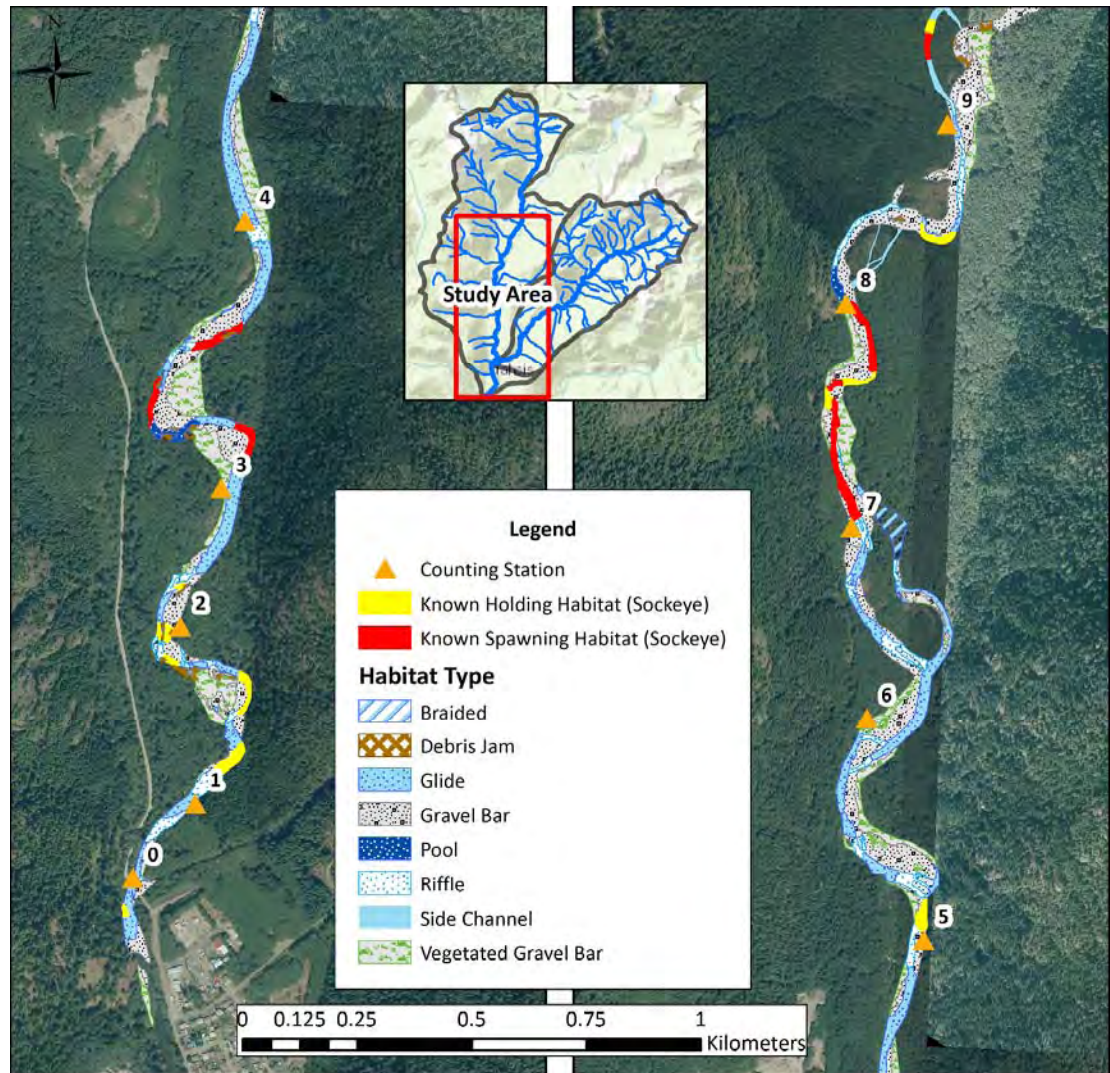 N
4
3
2
1
0
Study Area
9
8
7
6
5
Legend
Counting Station
Known Holding Habitat (Sockeye)
Known Spawning Habitat (Sockeye)
Habitat Type
Braided
Debris Jam
Glide
Gravel Bar
Pool
Riffle
Side Channel
Vegetated Gravel Bar
0 0.125 0.25 0.5 0.75 1
Kilometers